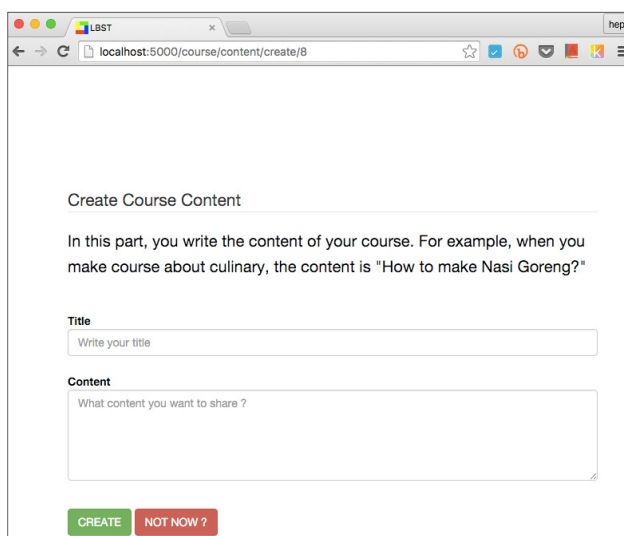 LBST
hep
localhost:5000/course/content/create/8
Create Course Content
In this part, you write the content of your course. For example, when you
make course about culinary, the content is "How to make Nasi Goreng?"
Title
Write your title
Content
What content you want to share ?
CREATE NOT NOW ?